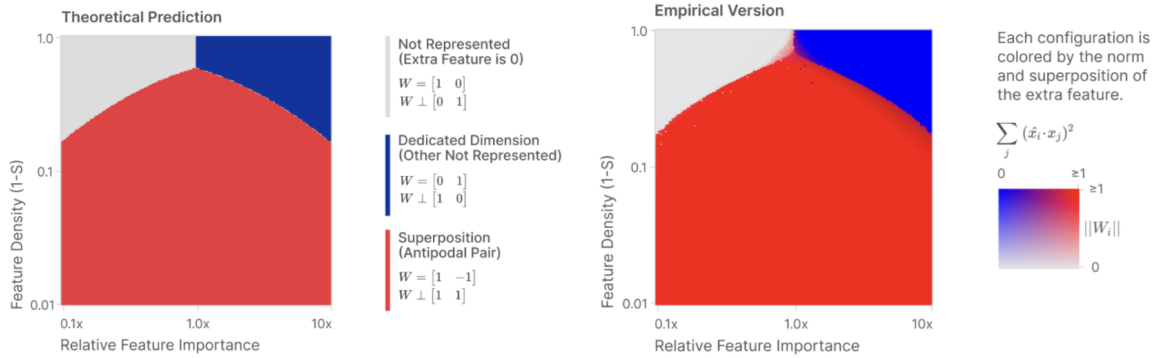 Theoretical Prediction
1.0
0.1
0.01
Feature Density (1-S)
0.1x
1.0x
10x
Relative Feature Importance
Not Represented
(Extra Feature is 0)
W = [1 0]
W ⊥ [0 1]
Dedicated Dimension
(Other Not Represented)
W = [0 1]
W ⊥ [1 0]
Superposition
(Antipodal Pair)
W = [1 −1]
W ⊥ [1 1]
Empirical Version
1.0
0.1
0.01
Feature Density (1-S)
0.1x
1.0x
10x
Relative Feature Importance
Each configuration is
colored by the norm
and superposition of
the extra feature.
∑_j (x̂_i·x_j)²
0 ≥1
≥1
||W_i||
0